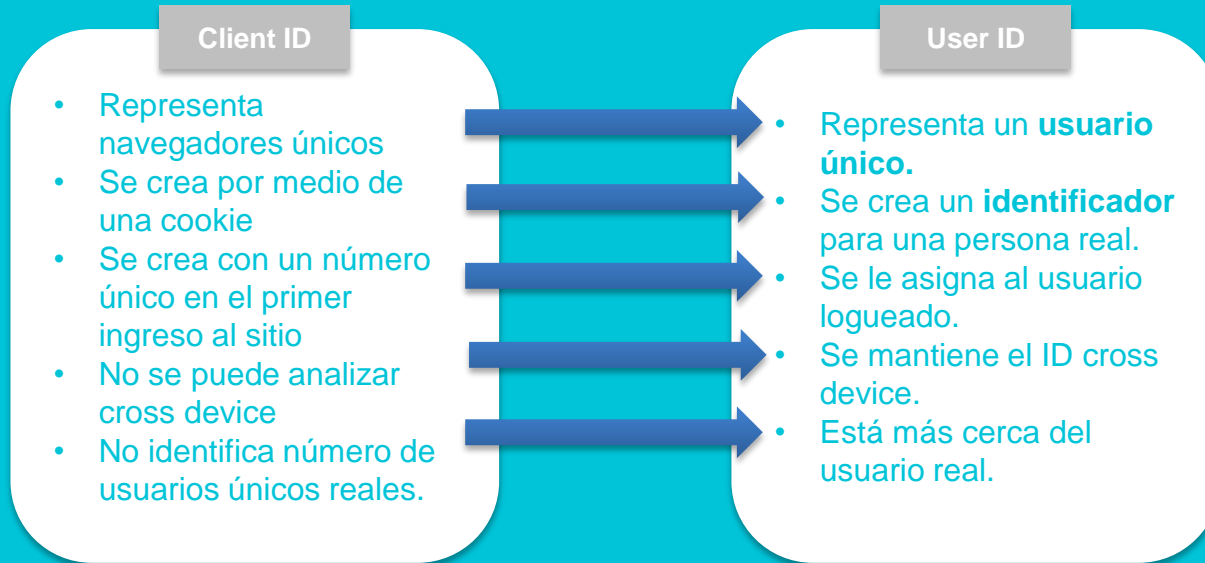 Client ID
• Representa
navegadores únicos
• Se crea por medio de
una cookie
• Se crea con un número
único en el primer
ingreso al sitio
• No se puede analizar
cross device
• No identifica número de
usuarios únicos reales.
User ID
• Representa un usuario
único.
• Se crea un identificador
para una persona real.
• Se le asigna al usuario
logueado.
• Se mantiene el ID cross
device.
• Está más cerca del
usuario real.